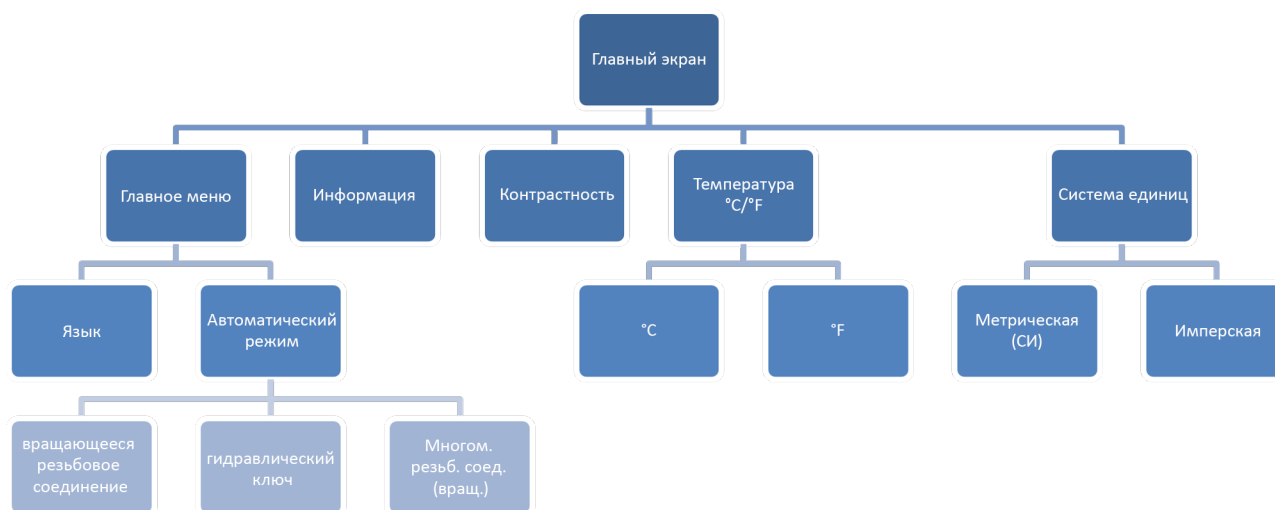 Главный экран
Главное меню
Информация
Контрастность
Температура
°C/°F
Система единиц
Язык
Автоматический
режим
°C
°F
Метрическая
(СИ)
Имперская
вращающееся
резьбовое
соединение
гидравлический
ключ
Многом.
резьб. соед.
(вращ.)